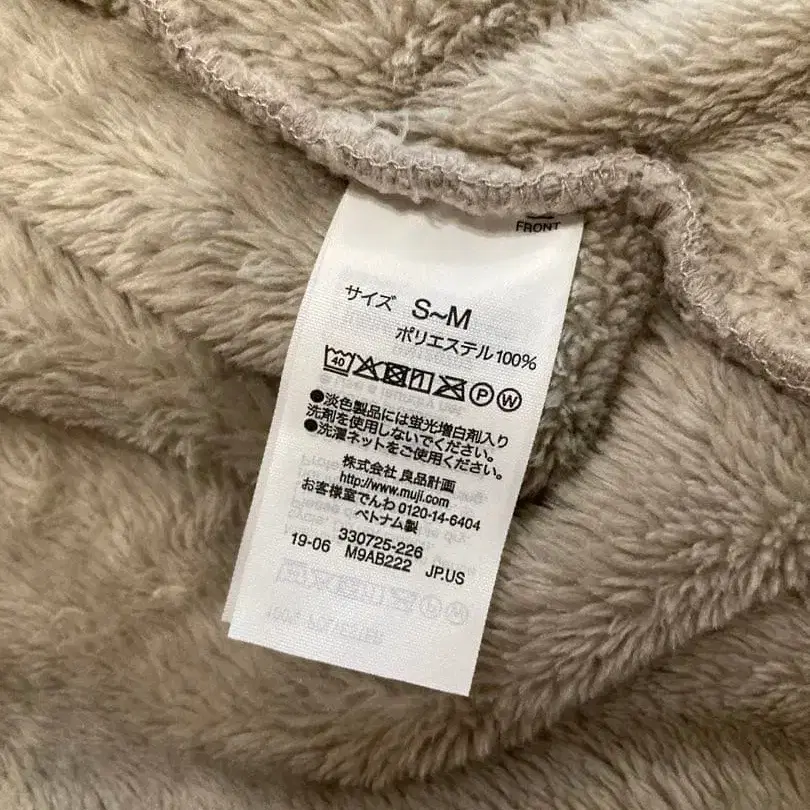 FRONT
サイズ S~M
ポリエステル100%
40 P W
●淡色製品には蛍光増白剤入り
洗剤を使用しないでください。
●洗濯ネットをご使用ください。
株式会社 良品計画
http://www.muji.com
お客様室でんわ 0120-14-6404
ベトナム製
330725-226
19-06 M9AB222 JP.US